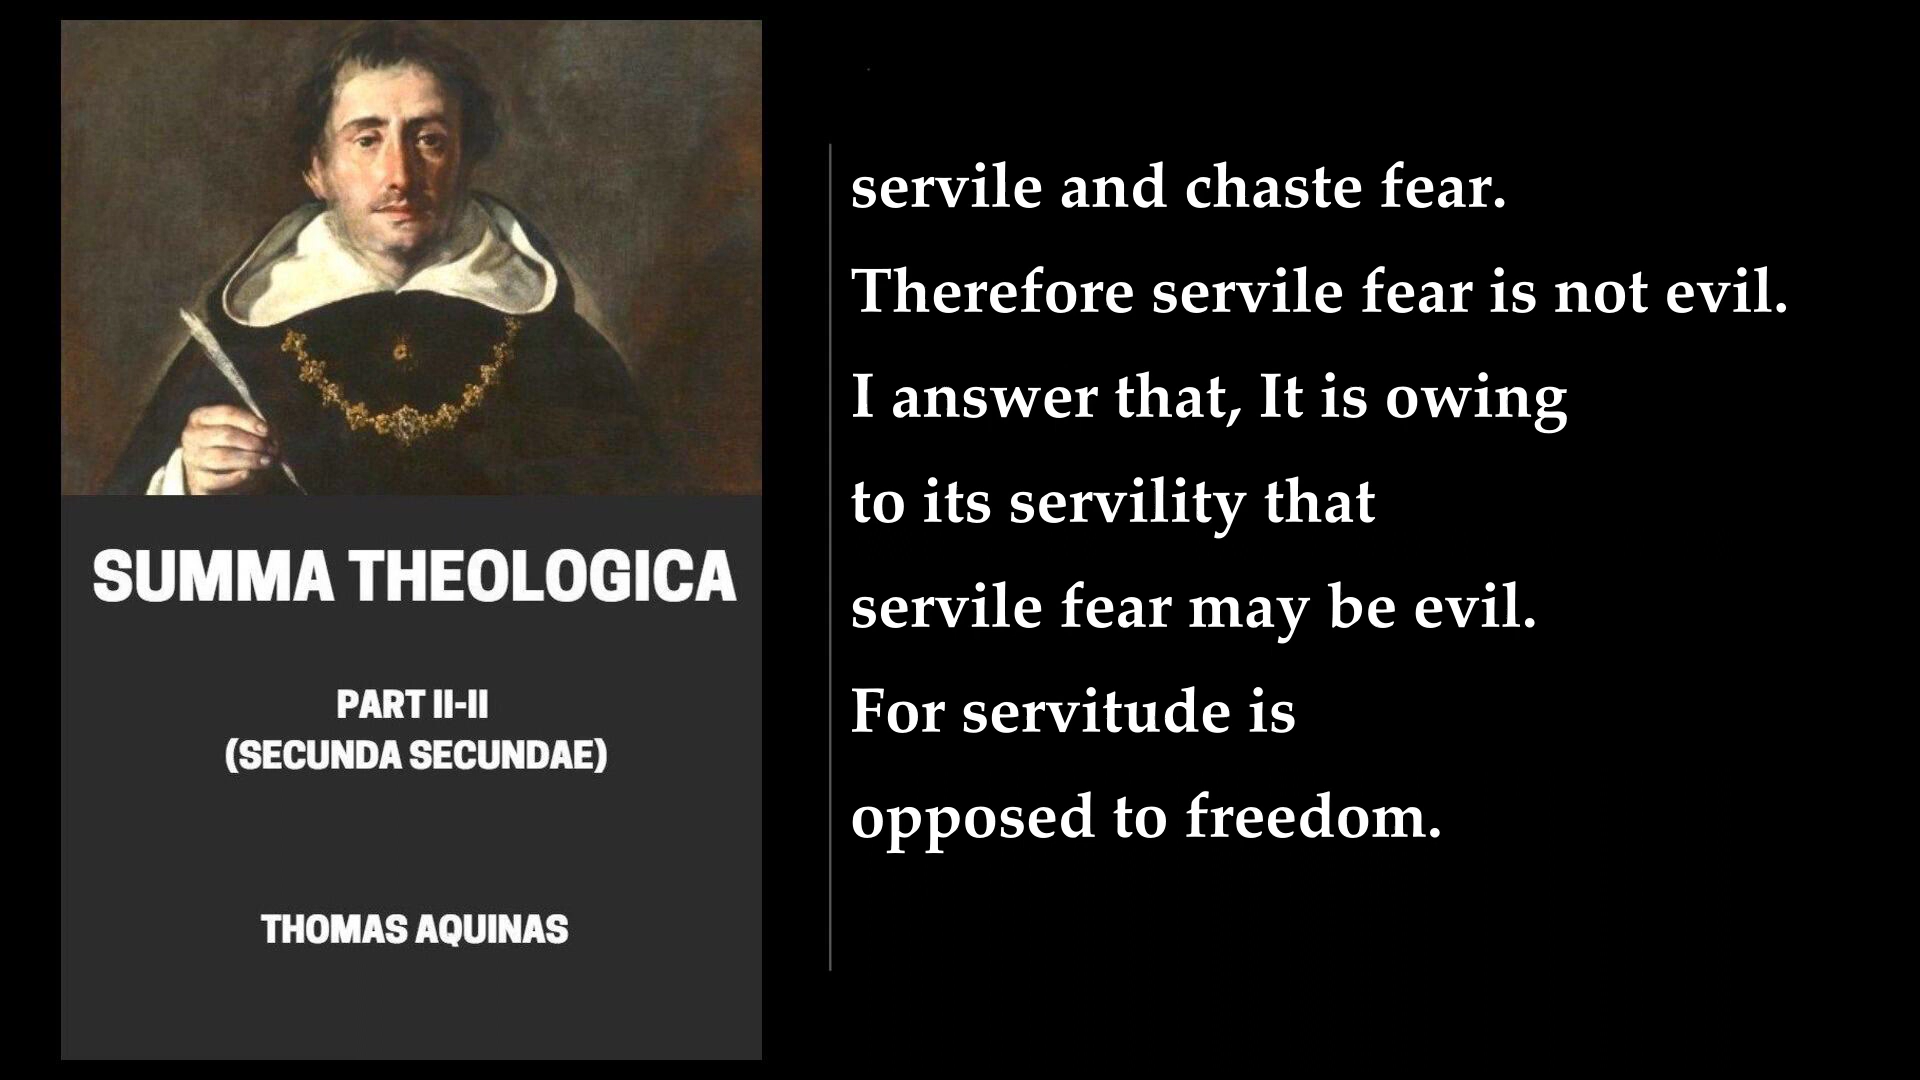 SUMMA THEOLOGICA
PART II-II
(SECUNDA SECUNDAE)
THOMAS AQUINAS
servile and chaste fear.
Therefore servile fear is not evil.
I answer that, It is owing
to its servility that
servile fear may be evil.
For servitude is
opposed to freedom.